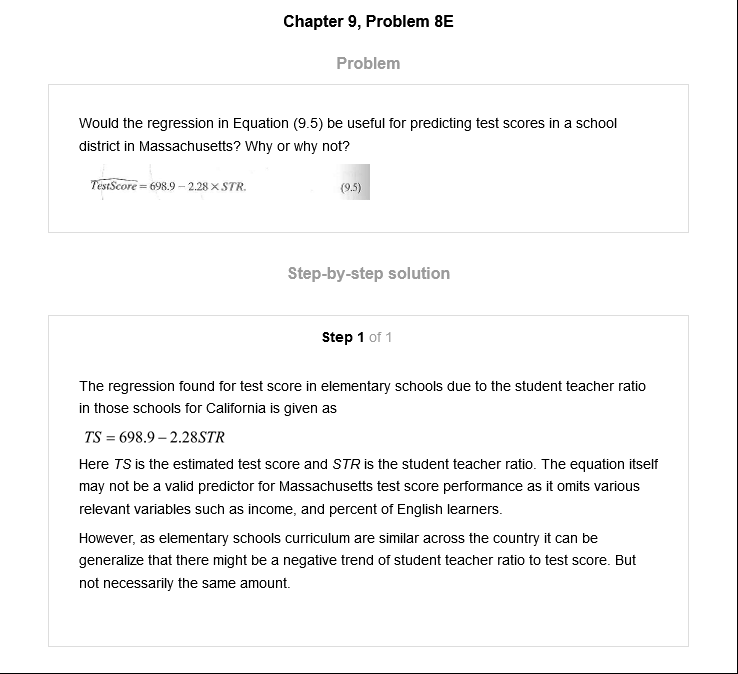 Chapter 9, Problem 8E
Problem
Would the regression in Equation (9.5) be useful for predicting test scores in a school
district in Massachusetts? Why or why not?
TestScore = 698.9 – 2.28 × STR. (9.5)
Step-by-step solution
Step 1 of 1
The regression found for test score in elementary schools due to the student teacher ratio
in those schools for California is given as
TS = 698.9 – 2.28STR
Here TS is the estimated test score and STR is the student teacher ratio. The equation itself
may not be a valid predictor for Massachusetts test score performance as it omits various
relevant variables such as income, and percent of English learners.
However, as elementary schools curriculum are similar across the country it can be
generalize that there might be a negative trend of student teacher ratio to test score. But
not necessarily the same amount.